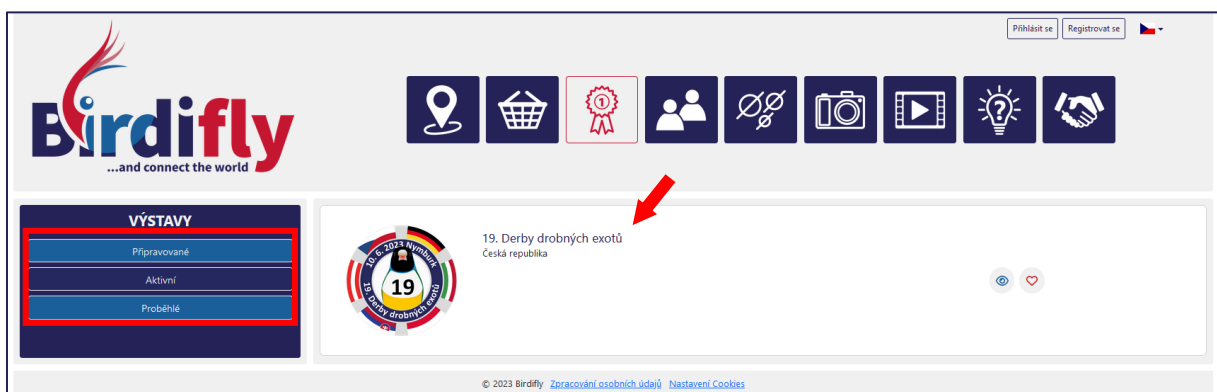 Přihlásit se Registrovat se
Birdifly
...and connect the world
1
VÝSTAVY
Připravované
Aktivní
Proběhlé
10. 6. 2023 Nymburk
19
19. Derby drobných exotů
19. Derby drobných exotů
Česká republika
© 2023 Birdifly Zpracování osobních údajů Nastavení Cookies